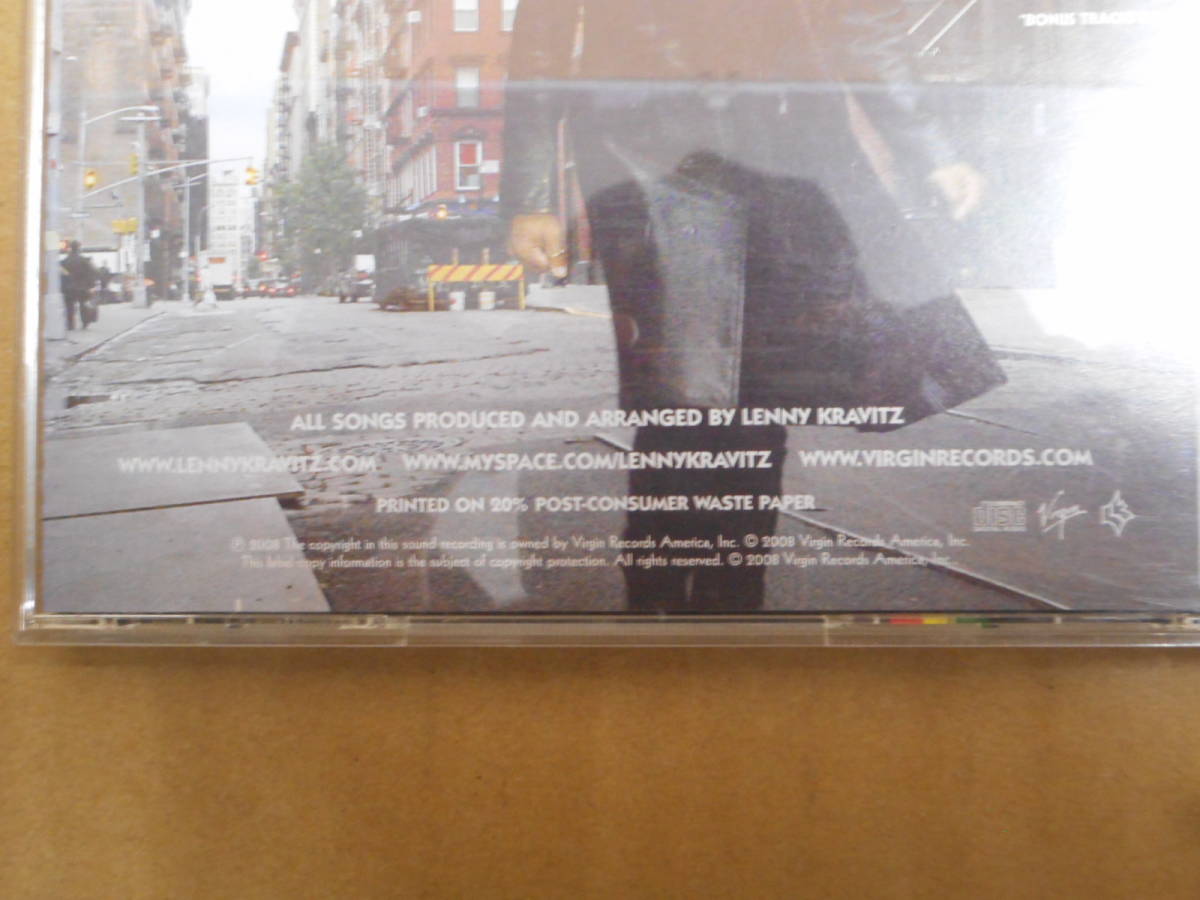 "BONUS TRACKS
ALL SONGS PRODUCED AND ARRANGED BY LENNY KRAVITZ
WWW.LENNYKRAVITZ.COM WWW.MYSPACE.COM/LENNYKRAVITZ WWW.VIRGINRECORDS.COM
PRINTED ON 20% POST-CONSUMER WASTE PAPER
disc Virgin
℗ 2008 The copyright in this sound recording is owned by Virgin Records America, Inc. © 2008 Virgin Records America, Inc.
This label copy information is the subject of copyright protection. All rights reserved. © 2008 Virgin Records America, Inc.